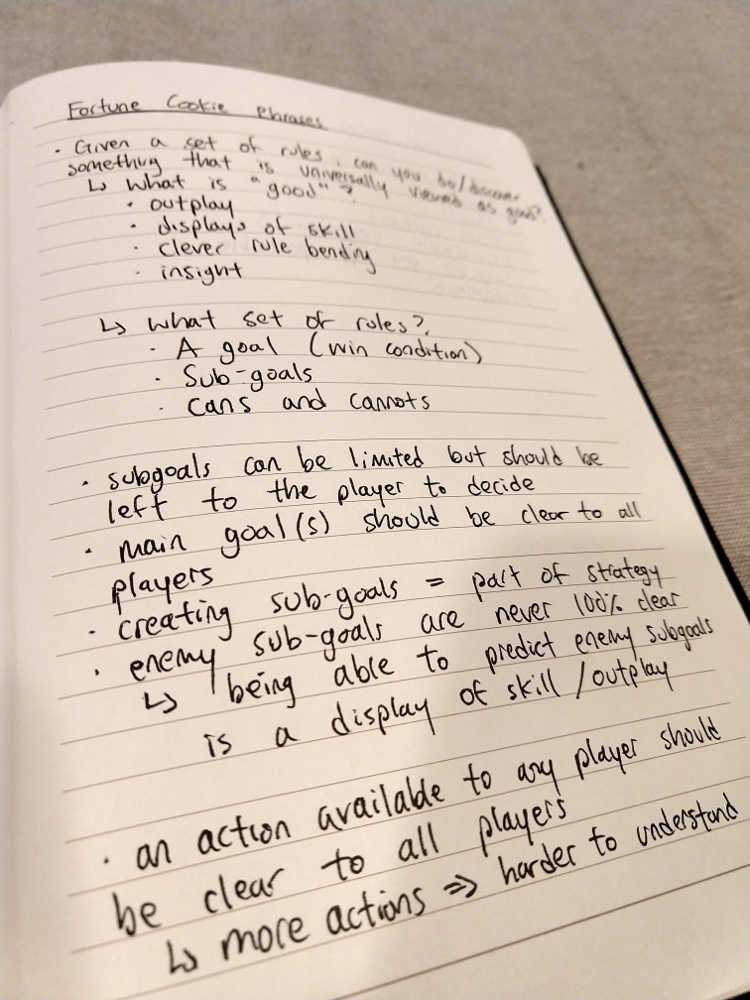 Fortune Cookie Phrases
· Given a set of rules, can you do/discover
something that is universally viewed as good?
↳ What is "good"?
· outplay
· displays of skill
· clever rule bending
· insight
↳ What set of rules?
· A goal (win condition)
· Sub-goals
· cans and cannots
· subgoals can be limited but should be
left to the player to decide
· main goal(s) should be clear to all
players
· creating sub-goals = part of strategy
· enemy sub-goals are never 100% clear
↳ being able to predict enemy subgoals
is a display of skill/outplay
· an action available to any player should
be clear to all players
↳ more actions => harder to understand